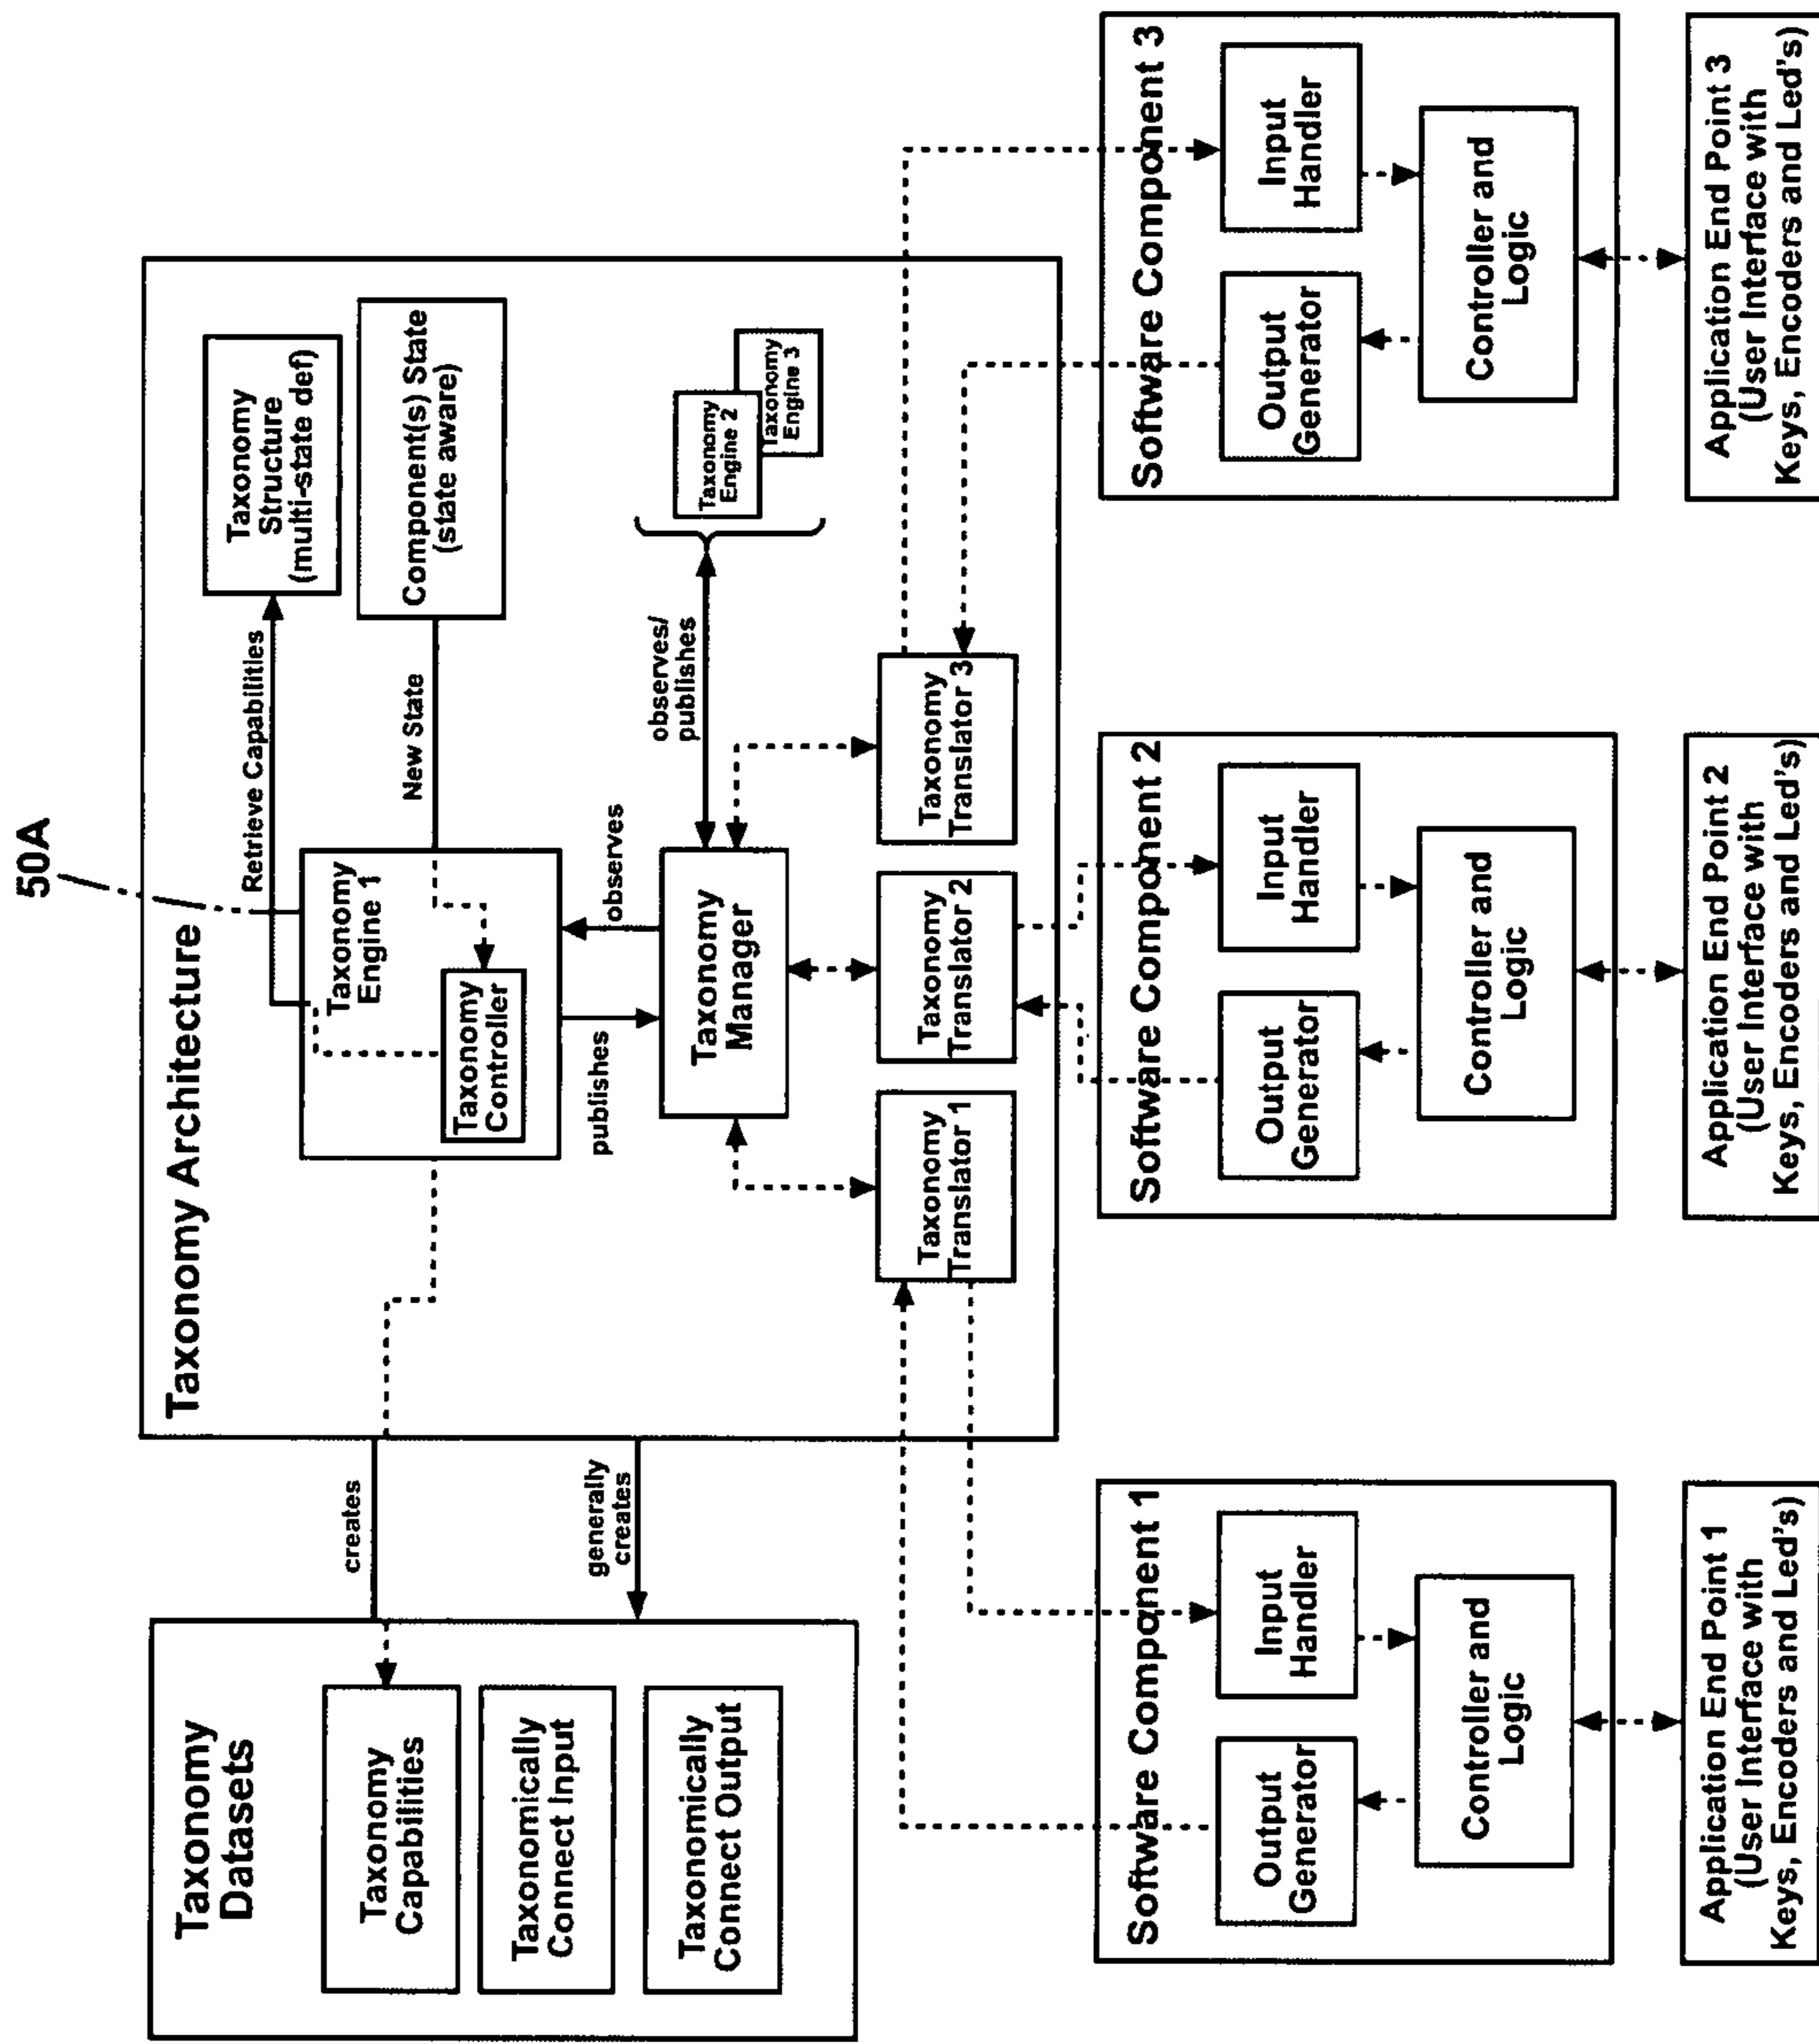 50A
Taxonomy Architecture
Taxonomy
Datasets
Taxonomy
Capabilities
Taxonomically
Connect Input
Taxonomically
Connect Output
creates
generally
creates
Taxonomy
Engine 1
Taxonomy
Controller
Retrieve Capabilities
New State
Taxonomy
Structure
(multi-state def)
Component(s) State
(state aware)
publishes
observes
Taxonomy
Manager
observes/
publishes
Taxonomy
Engine 2
Taxonomy
Engine 3
Taxonomy
Translator 1
Taxonomy
Translator 2
Taxonomy
Translator 3
Software Component 1
Output
Generator
Input
Handler
Controller and
Logic
Application End Point 1
(User Interface with
Keys, Encoders and Led's)
Software Component 2
Output
Generator
Input
Handler
Controller and
Logic
Application End Point 2
(User Interface with
Keys, Encoders and Led's)
Software Component 3
Output
Generator
Input
Handler
Controller and
Logic
Application End Point 3
(User Interface with
Keys, Encoders and Led's)